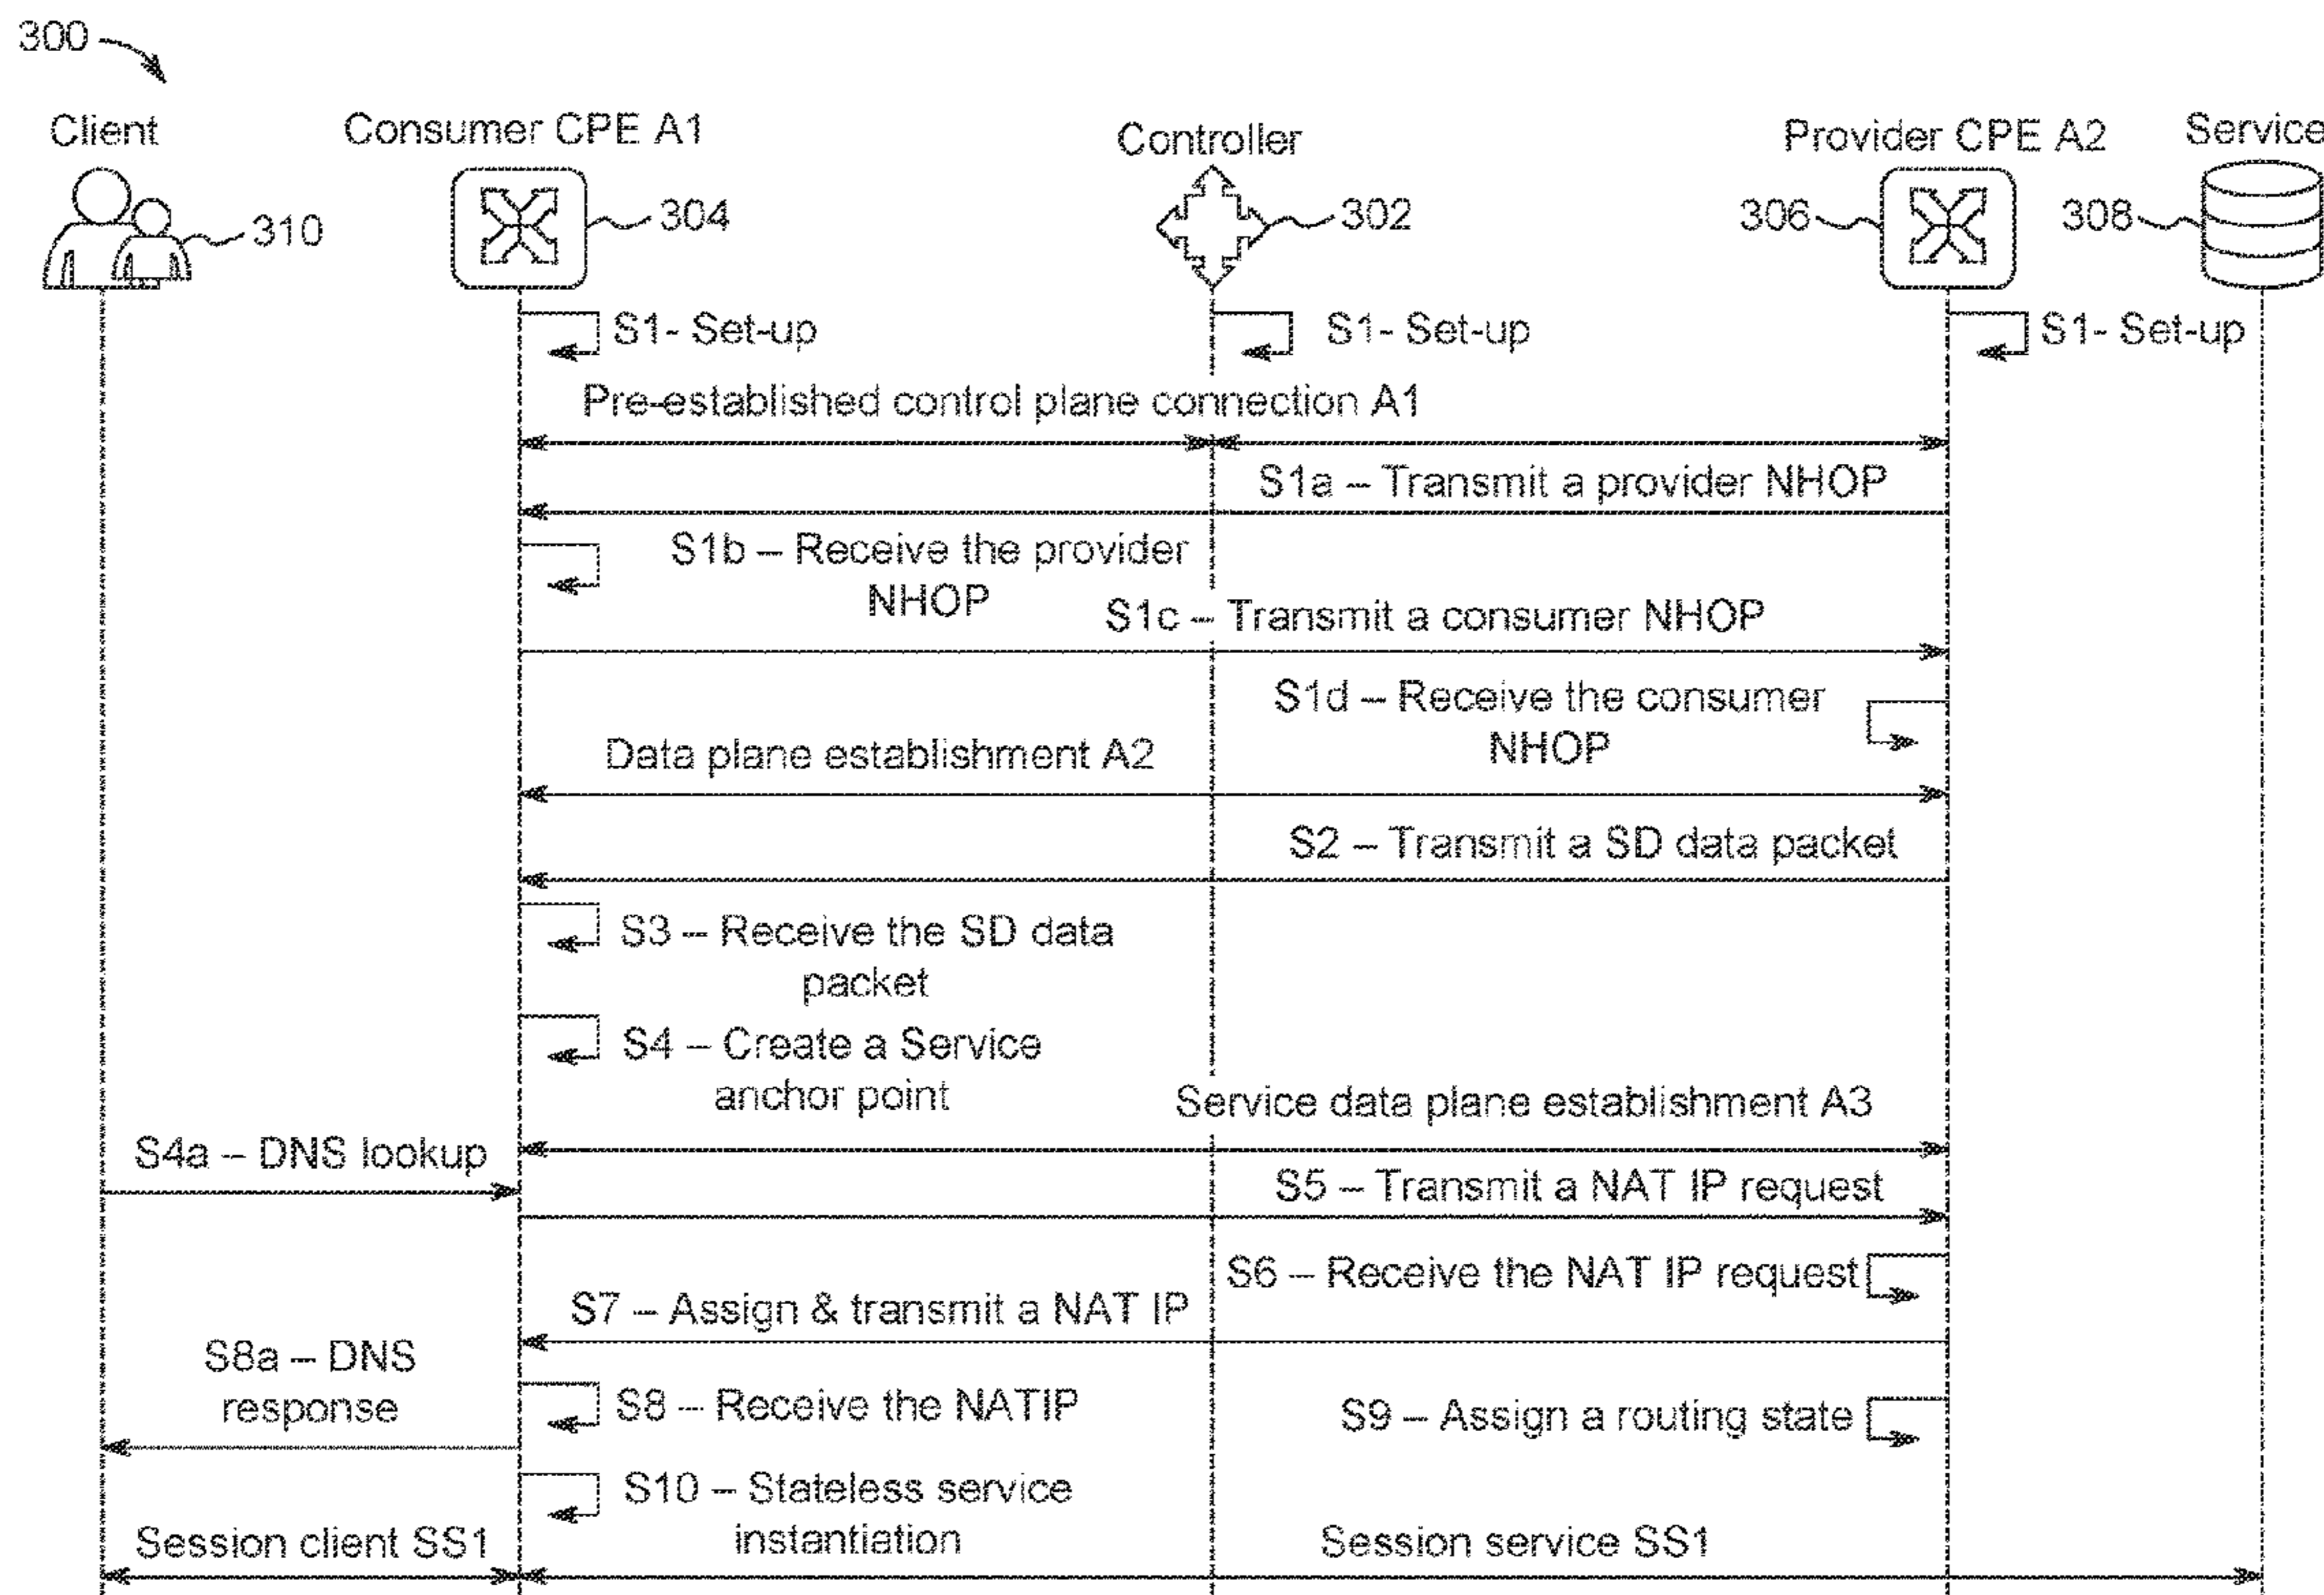 300
Client
Consumer CPE A1
Controller
Provider CPE A2
Service
310
304
302
306
308
S1- Set-up
S1- Set-up
S1- Set-up
Pre-established control plane connection A1
S1a – Transmit a provider NHOP
S1b – Receive the provider
NHOP
S1c – Transmit a consumer NHOP
S1d – Receive the consumer
NHOP
Data plane establishment A2
S2 – Transmit a SD data packet
S3 – Receive the SD data
packet
S4 – Create a Service
anchor point
Service data plane establishment A3
S4a – DNS lookup
S5 – Transmit a NAT IP request
S6 – Receive the NAT IP request
S7 – Assign & transmit a NAT IP
S8a – DNS
response
S8 – Receive the NATIP
S9 – Assign a routing state
S10 – Stateless service
instantiation
Session client SS1
Session service SS1